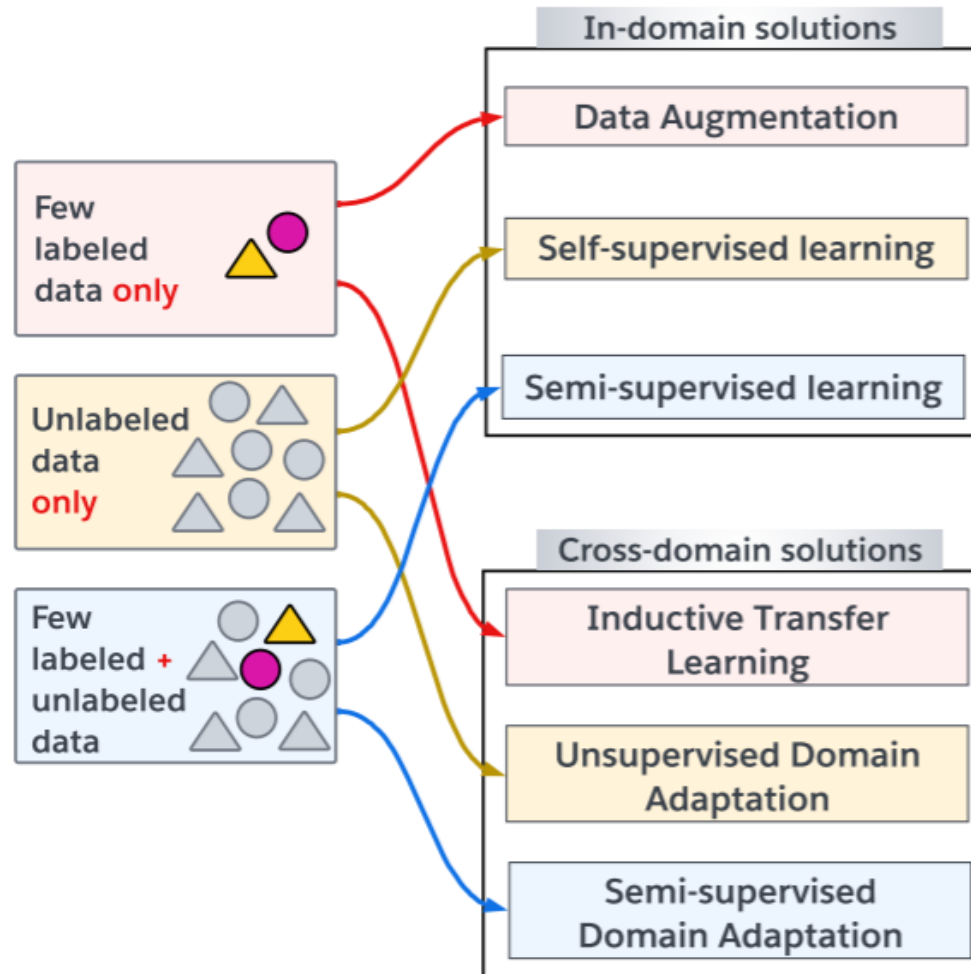 In-domain solutions
Data Augmentation
Self-supervised learning
Semi-supervised learning
Few
labeled
data only
Unlabeled
data
only
Few
labeled +
unlabeled
data
Cross-domain solutions
Inductive Transfer
Learning
Unsupervised Domain
Adaptation
Semi-supervised
Domain Adaptation